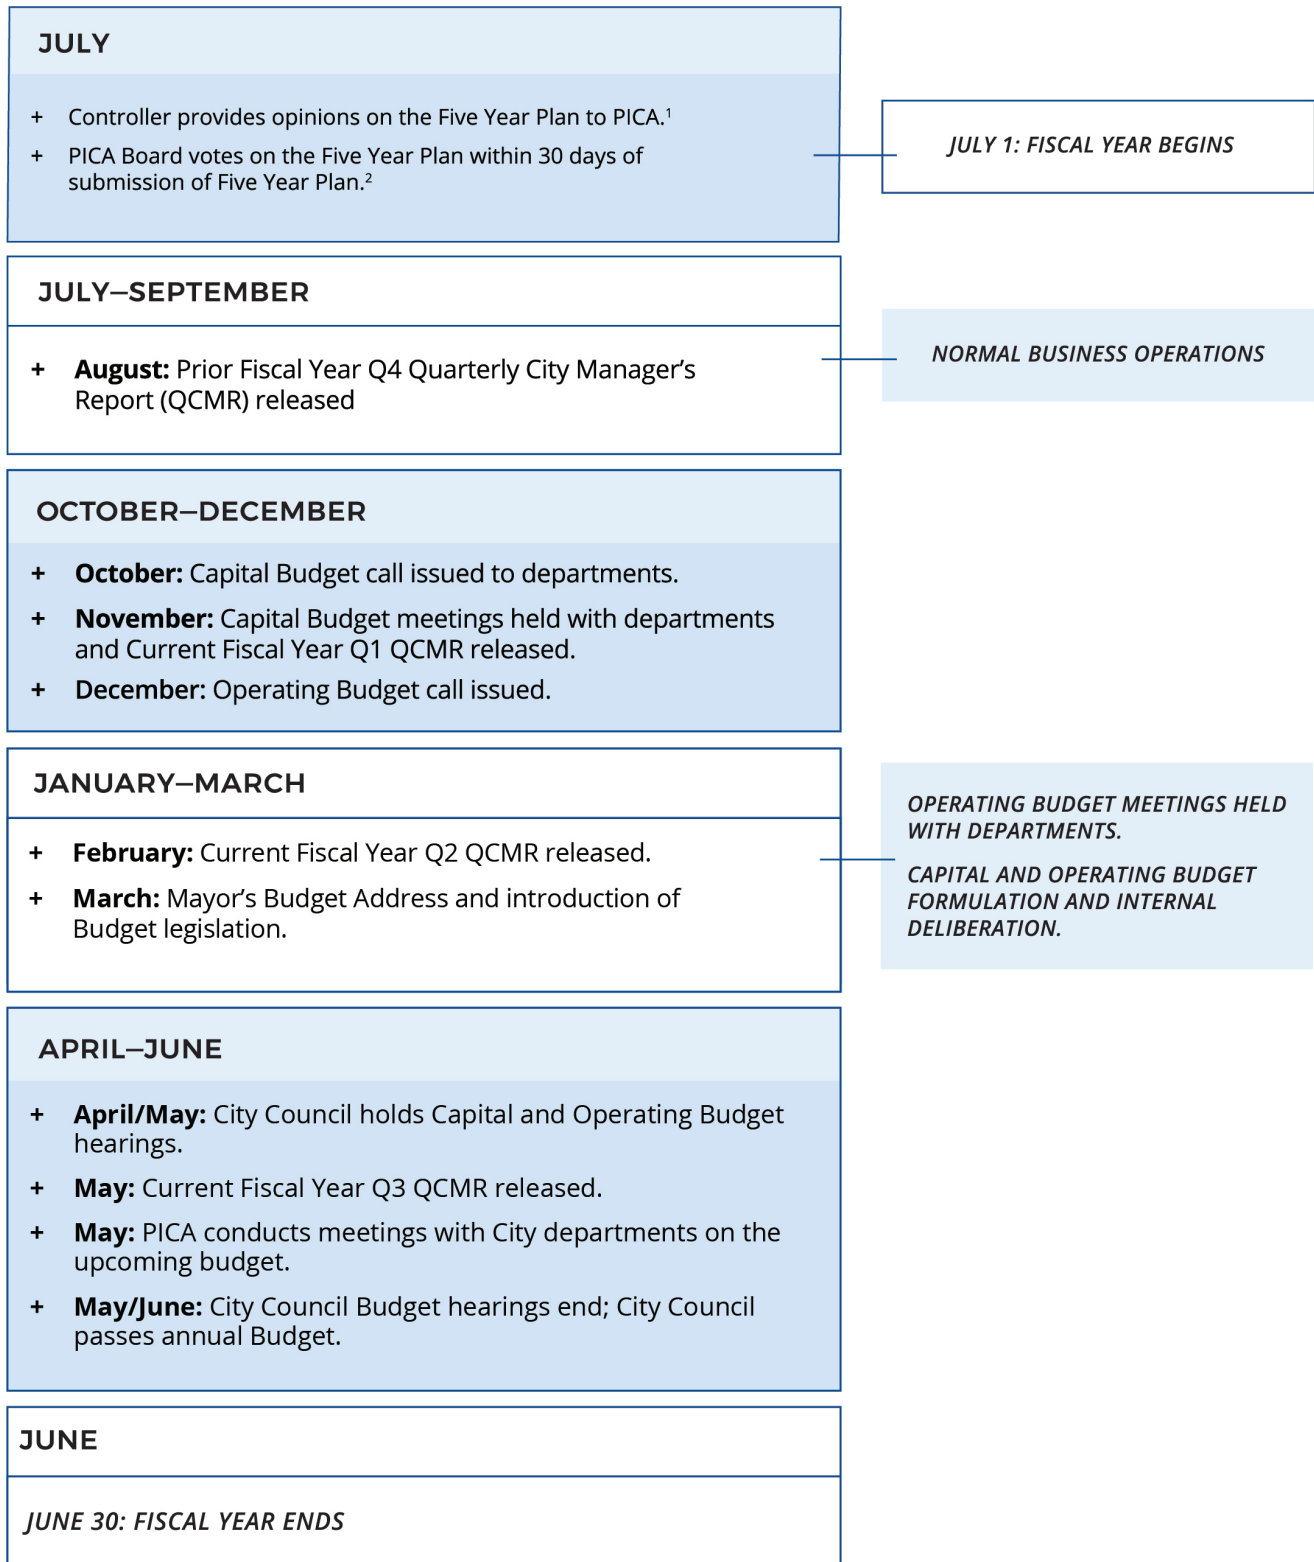 JULY
+ Controller provides opinions on the Five Year Plan to PICA.¹
+ PICA Board votes on the Five Year Plan within 30 days of
submission of Five Year Plan.²
JULY 1: FISCAL YEAR BEGINS
JULY—SEPTEMBER
+ August: Prior Fiscal Year Q4 Quarterly City Manager’s
Report (QCMR) released
NORMAL BUSINESS OPERATIONS
OCTOBER—DECEMBER
+ October: Capital Budget call issued to departments.
+ November: Capital Budget meetings held with departments
and Current Fiscal Year Q1 QCMR released.
+ December: Operating Budget call issued.
JANUARY—MARCH
+ February: Current Fiscal Year Q2 QCMR released.
+ March: Mayor’s Budget Address and introduction of
Budget legislation.
OPERATING BUDGET MEETINGS HELD
WITH DEPARTMENTS.
CAPITAL AND OPERATING BUDGET
FORMULATION AND INTERNAL
DELIBERATION.
APRIL—JUNE
+ April/May: City Council holds Capital and Operating Budget
hearings.
+ May: Current Fiscal Year Q3 QCMR released.
+ May: PICA conducts meetings with City departments on the
upcoming budget.
+ May/June: City Council Budget hearings end; City Council
passes annual Budget.
JUNE
JUNE 30: FISCAL YEAR ENDS